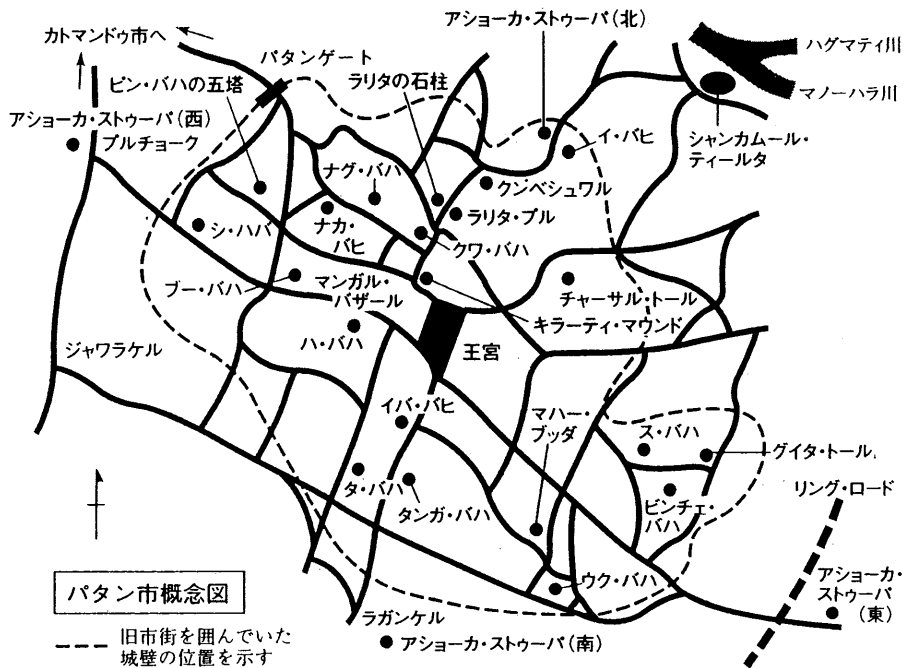 アショーカ・ストゥーパ(北)
カトマンドゥ市へ
パタンゲート
ハグマティ川
ピン・バハの五塔
ラリタの石柱
マノーハラ川
アショーカ・ストゥーパ(西)
プルチョーク
イ・バヒ
シャンカムール・
ティールタ
ナグ・バハ
クンベシュワル
シ・ハバ
ナカ・
バヒ
ラリタ・プル
クワ・バハ
ブー・バハ
マンガル・
バザール
チャーサル・トール
キラーティ・マウンド
ハ・バハ
王宮
ジャワラケル
イバ・バヒ
マハー・
ブッダ
ス・バハ
グイタ・トール
リング・ロード
タ・バハ
タンガ・バハ
ビンチェ・
バハ
ウク・バハ
アショーカ・
ストゥーパ
(東)
パタン市概念図
ラガンケル
アショーカ・ストゥーパ(南)
旧市街を囲んでいた
城壁の位置を示す